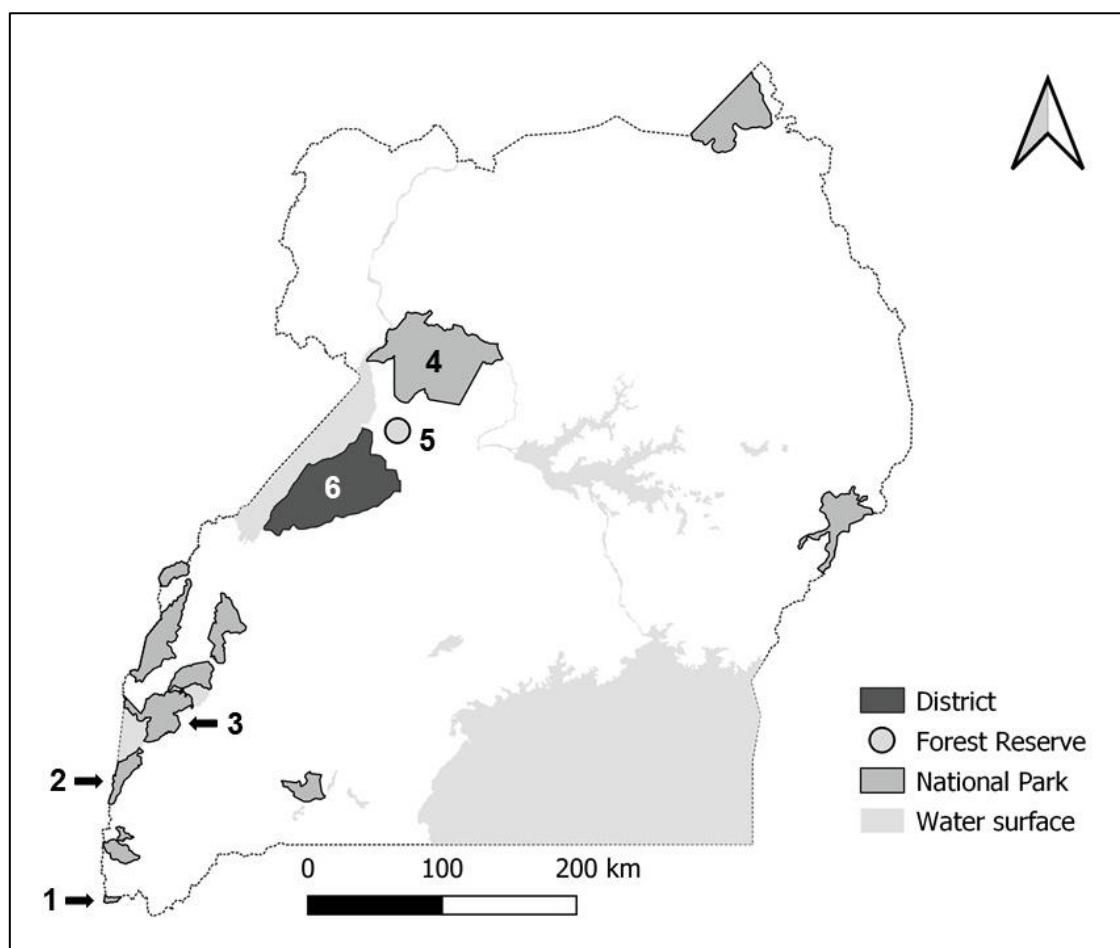 4
5
6
3
2
1
District
Forest Reserve
National Park
Water surface
0 100 200 km